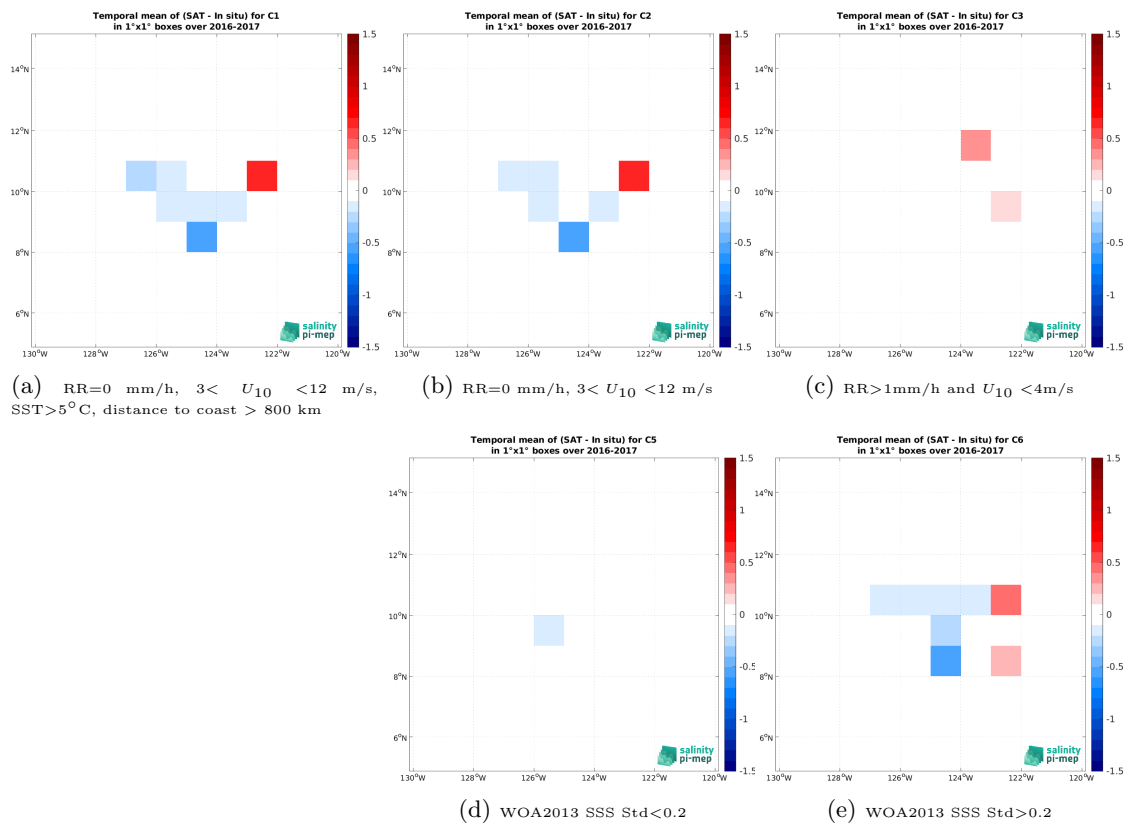 Temporal mean of (SAT - In situ) for C1
in 1°x1° boxes over 2016-2017
14°N
12°N
10°N
8°N
6°N
130°W 128°W 126°W 124°W 122°W 120°W
1.5
1
0.5
0
-0.5
-1
-1.5
salinity
pi-mep
(a) RR=0 mm/h, 3< U10 <12 m/s,
SST>5°C, distance to coast > 800 km
Temporal mean of (SAT - In situ) for C2
in 1°x1° boxes over 2016-2017
14°N
12°N
10°N
8°N
6°N
130°W 128°W 126°W 124°W 122°W 120°W
1.5
1
0.5
0
-0.5
-1
-1.5
salinity
pi-mep
(b) RR=0 mm/h, 3< U10 <12 m/s
Temporal mean of (SAT - In situ) for C3
in 1°x1° boxes over 2016-2017
14°N
12°N
10°N
8°N
6°N
130°W 128°W 126°W 124°W 122°W 120°W
1.5
1
0.5
0
-0.5
-1
-1.5
salinity
pi-mep
(c) RR>1mm/h and U10 <4m/s
Temporal mean of (SAT - In situ) for C5
in 1°x1° boxes over 2016-2017
14°N
12°N
10°N
8°N
6°N
130°W 128°W 126°W 124°W 122°W 120°W
1.5
1
0.5
0
-0.5
-1
-1.5
salinity
pi-mep
(d) WOA2013 SSS Std<0.2
Temporal mean of (SAT - In situ) for C6
in 1°x1° boxes over 2016-2017
14°N
12°N
10°N
8°N
6°N
130°W 128°W 126°W 124°W 122°W 120°W
1.5
1
0.5
0
-0.5
-1
-1.5
salinity
pi-mep
(e) WOA2013 SSS Std>0.2